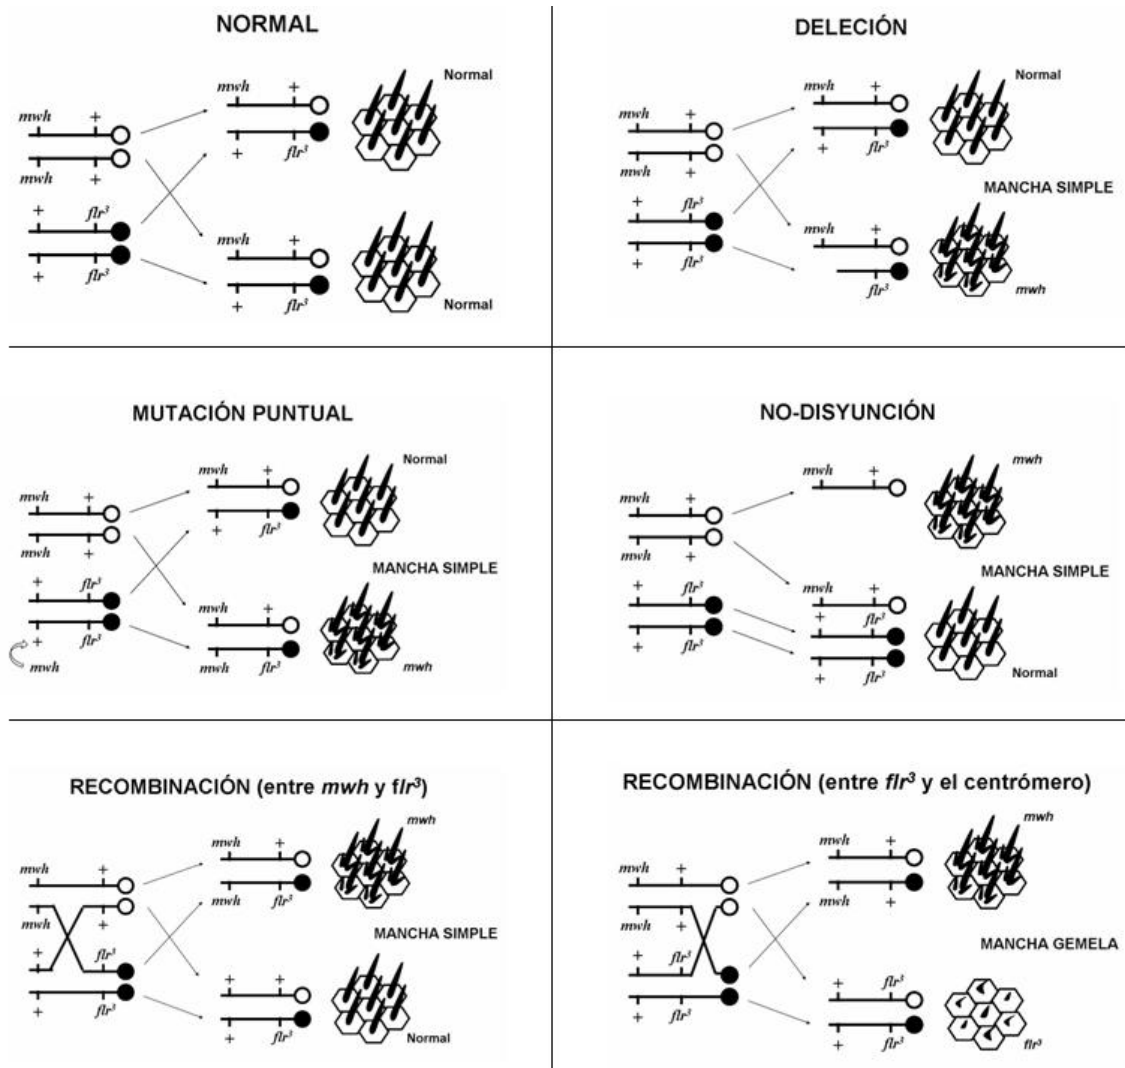 NORMAL
mwh
+
mwh
+
+
flr³
+
flr³
mwh
+
+
flr³
Normal
mwh
+
+
flr³
Normal
DELECIÓN
mwh
+
mwh
+
+
flr³
+
flr³
mwh
+
+
flr³
Normal
MANCHA SIMPLE
mwh
+
flr³
mwh
MUTACIÓN PUNTUAL
mwh
+
mwh
+
+
flr³
+
flr³
mwh
mwh
+
+
flr³
Normal
MANCHA SIMPLE
mwh
+
mwh
flr³
mwh
NO-DISYUNCIÓN
mwh
+
mwh
+
+
flr³
+
flr³
mwh
+
mwh
MANCHA SIMPLE
mwh
+
+
flr³
+
flr³
Normal
RECOMBINACIÓN (entre mwh y flr³)
mwh
+
mwh
+
+
flr³
+
flr³
mwh
+
mwh
flr³
mwh
MANCHA SIMPLE
+
+
+
flr³
Normal
RECOMBINACIÓN (entre flr³ y el centrómero)
mwh
+
mwh
+
+
flr³
+
flr³
mwh
+
mwh
+
mwh
MANCHA GEMELA
+
flr³
+
flr³
flr³